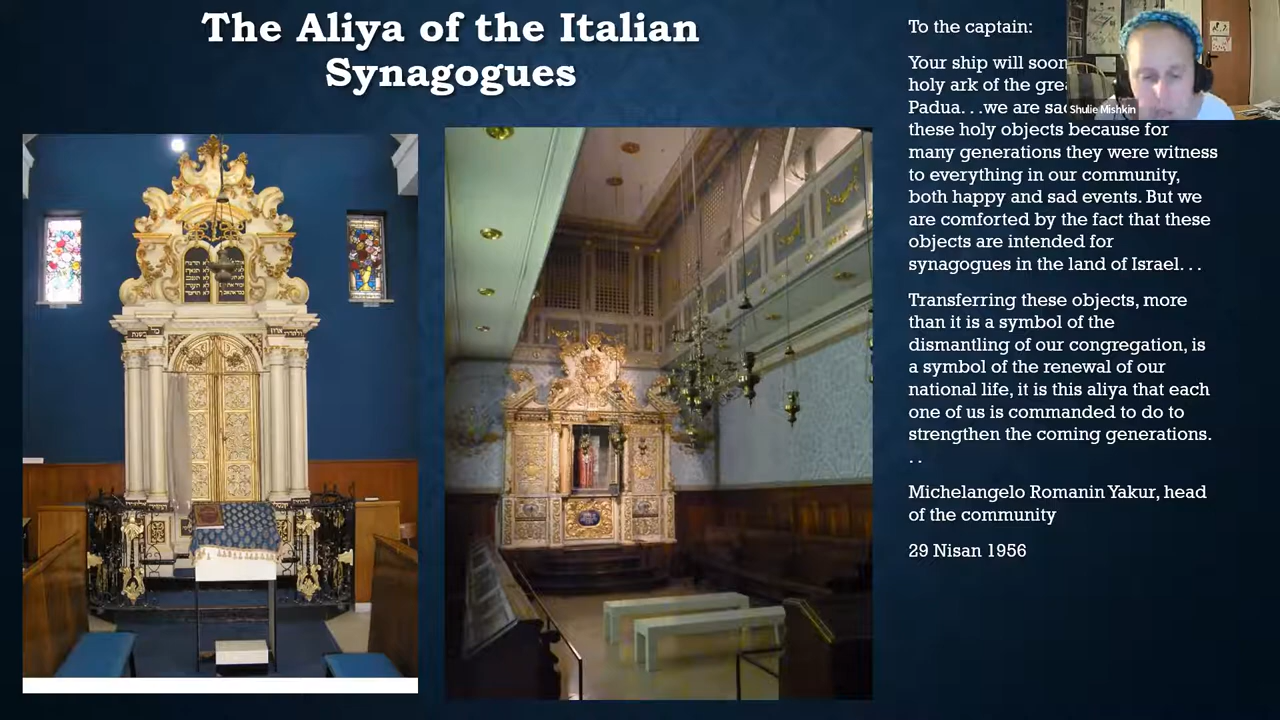 The Aliya of the Italian
Synagogues
To the captain:
Your ship will soon
holy ark of the
Padua. . .we are
these holy objects because for
many generations they were witness
to everything in our community,
both happy and sad events. But we
are comforted by the fact that these
objects are intended for
synagogues in the land of Israel. . .
Transferring these objects, more
than it is a symbol of the
dismantling of our congregation, is
a symbol of the renewal of our
national life, it is this aliya that each
one of us is commanded to do to
strengthen the coming generations.
. .
Michelangelo Romanin Yakur, head
of the community
29 Nisan 1956
Shulie Mishkin